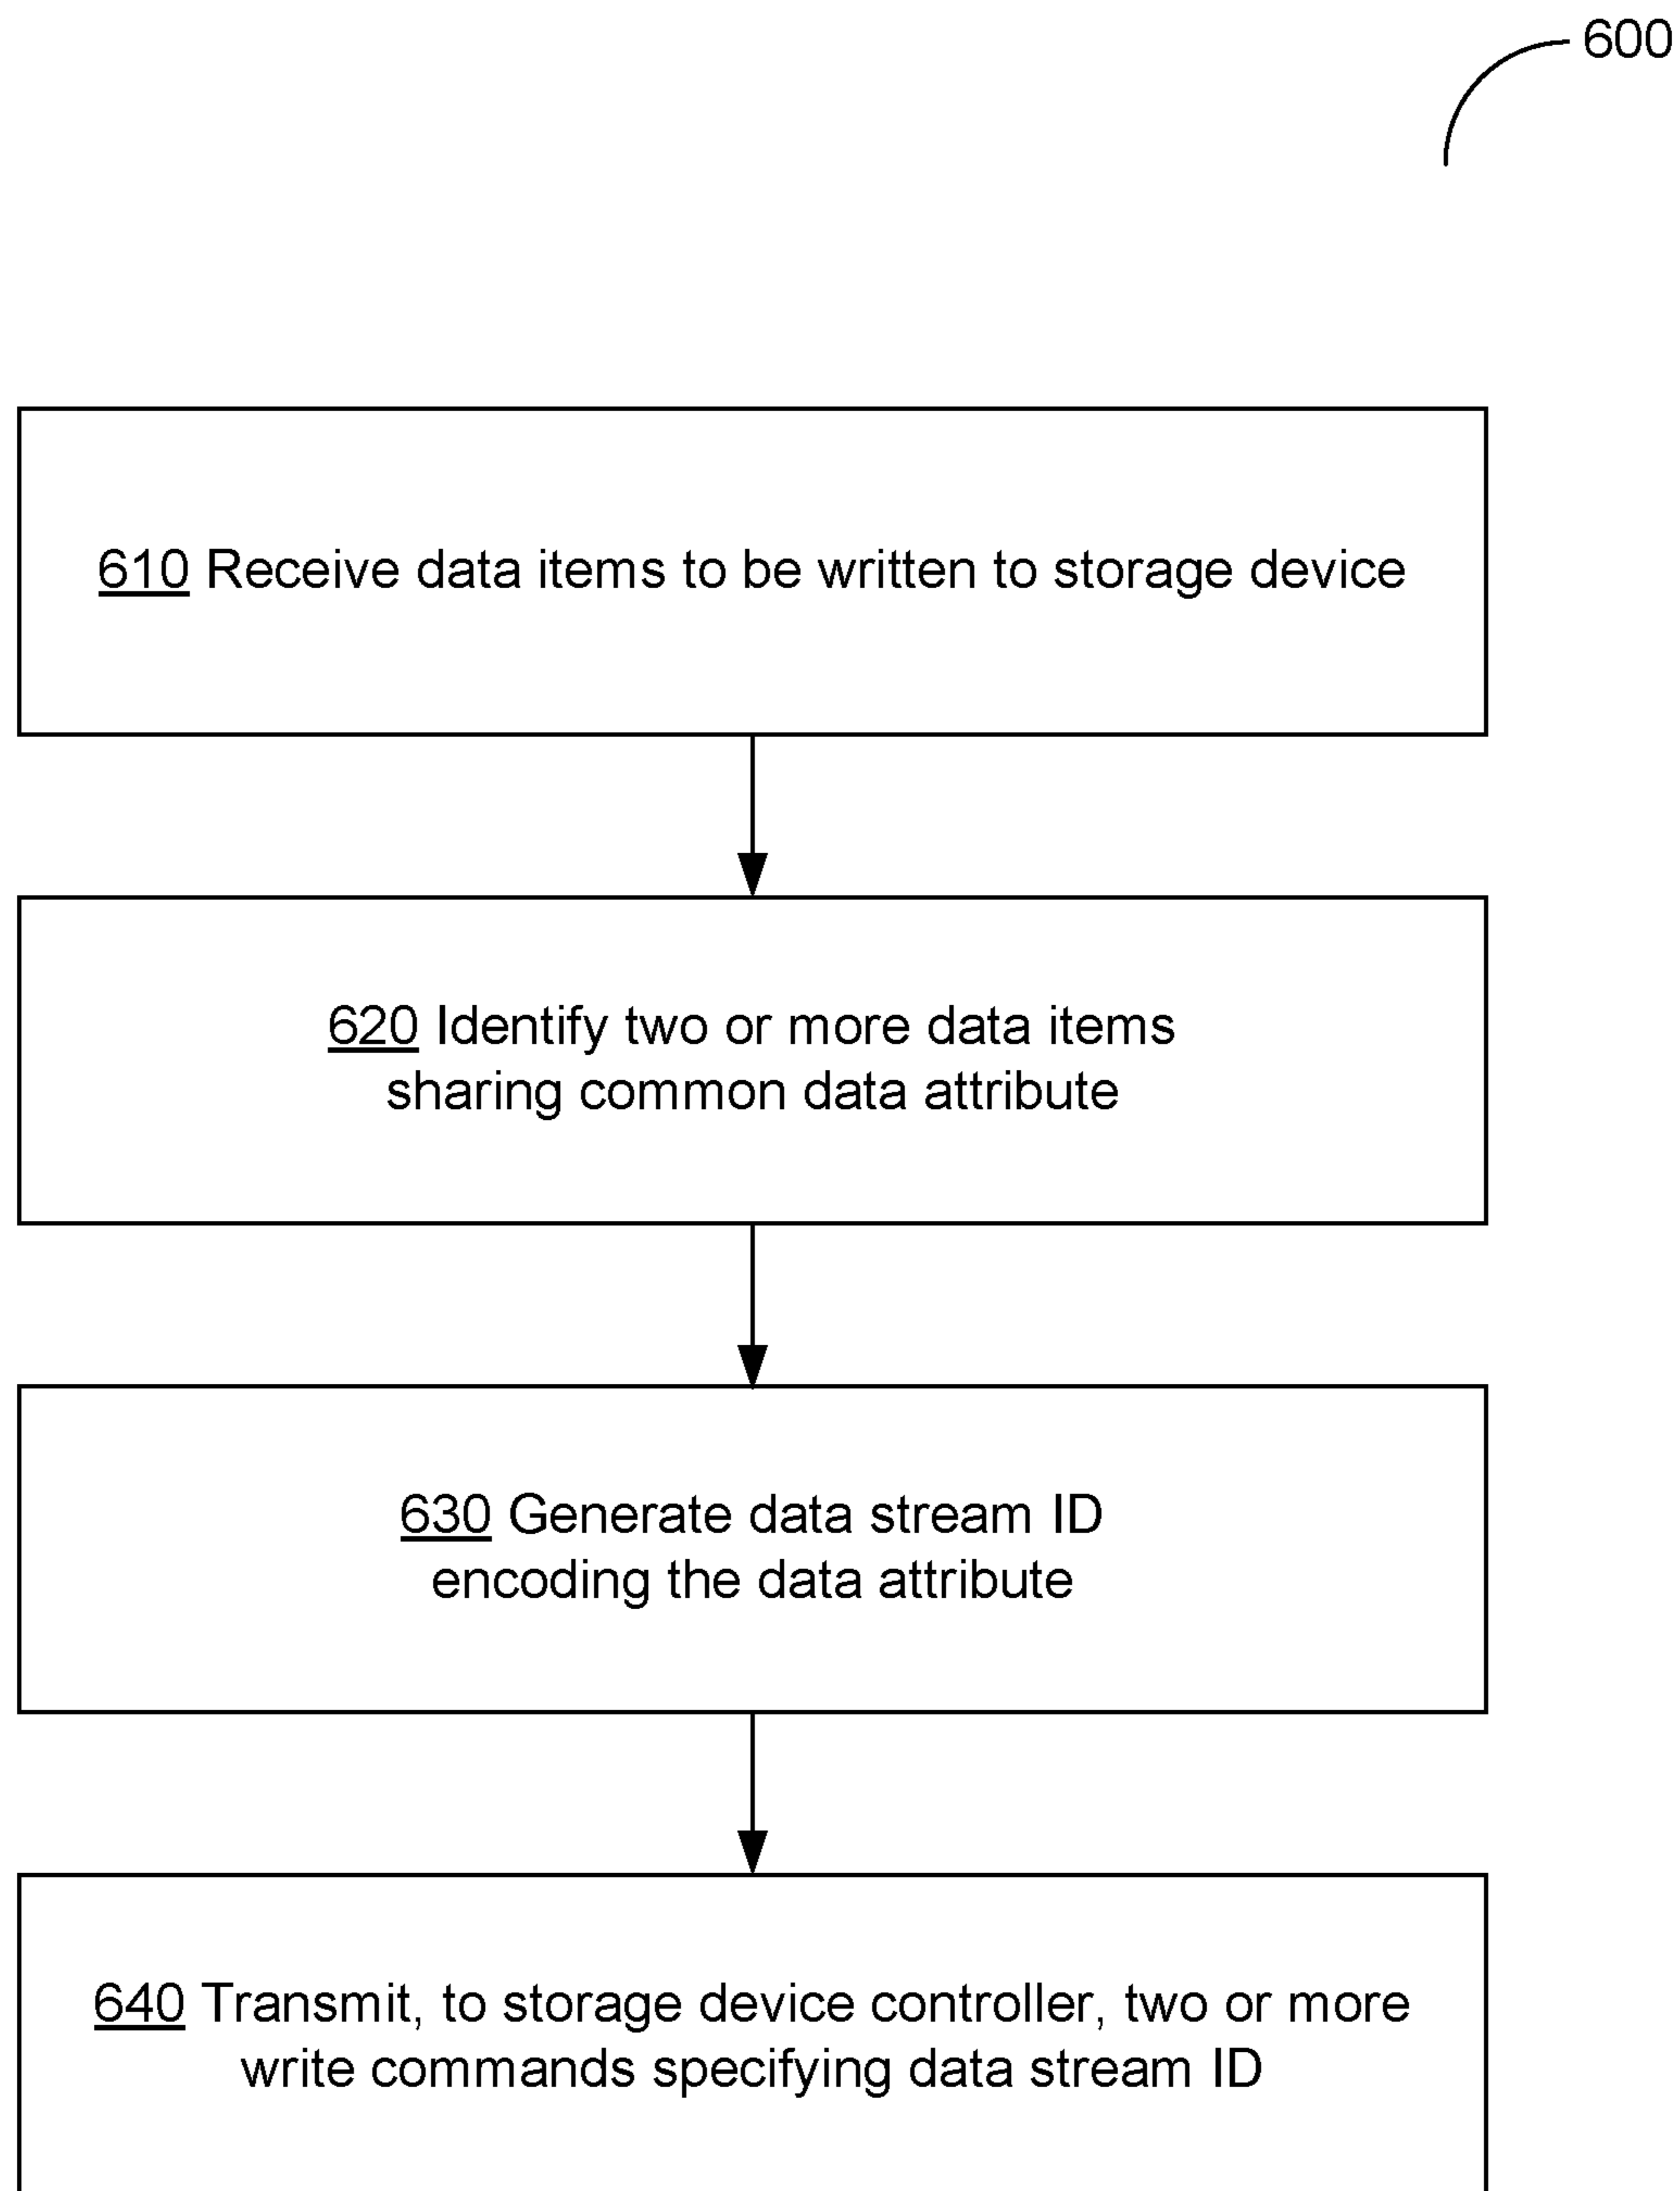 600
610 Receive data items to be written to storage device
620 Identify two or more data items
sharing common data attribute
630 Generate data stream ID
encoding the data attribute
640 Transmit, to storage device controller, two or more
write commands specifying data stream ID